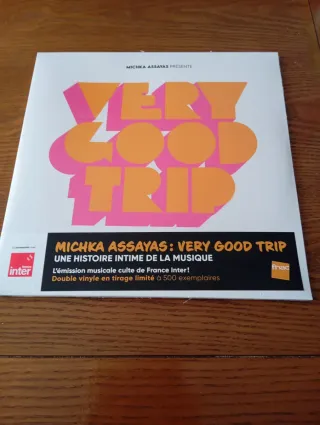 MICHKA ASSAYAS PRÉSENTE
VERY
GOOD
TRIP
MICHKA ASSAYAS : VERY GOOD TRIP
UNE HISTOIRE INTIME DE LA MUSIQUE
L'émission musicale culte de France Inter !
Double vinyle en tirage limité à 500 exemplaires
inter
fnac